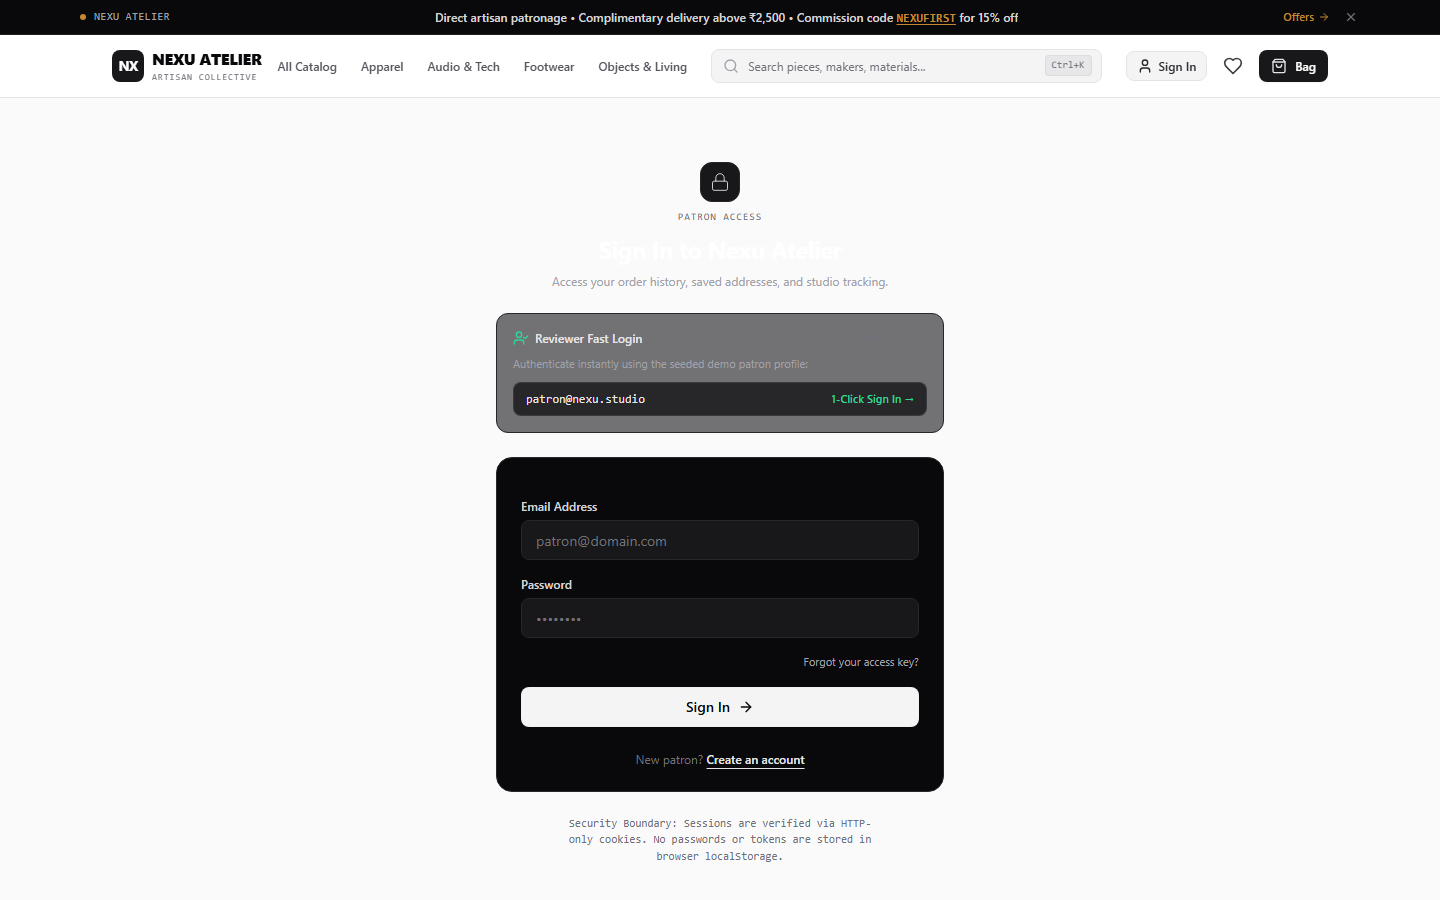 NEXU ATELIER
Direct artisan patronage • Complimentary delivery above ₹2,500 • Commission code NEXUFIRST for 15% off
Offers →
NX
NEXU ATELIER
ARTISAN COLLECTIVE
All Catalog
Apparel
Audio & Tech
Footwear
Objects & Living
Search pieces, makers, materials...
Ctrl+K
Sign In
Bag
PATRON ACCESS
Sign In to Nexu Atelier
Access your order history, saved addresses, and studio tracking.
Reviewer Fast Login
Authenticate instantly using the seeded demo patron profile:
patron@nexu.studio
1-Click Sign In →
Email Address
patron@domain.com
Password
••••••••
Forgot your access key?
Sign In →
New patron? Create an account
Security Boundary: Sessions are verified via HTTP-
only cookies. No passwords or tokens are stored in
browser localStorage.